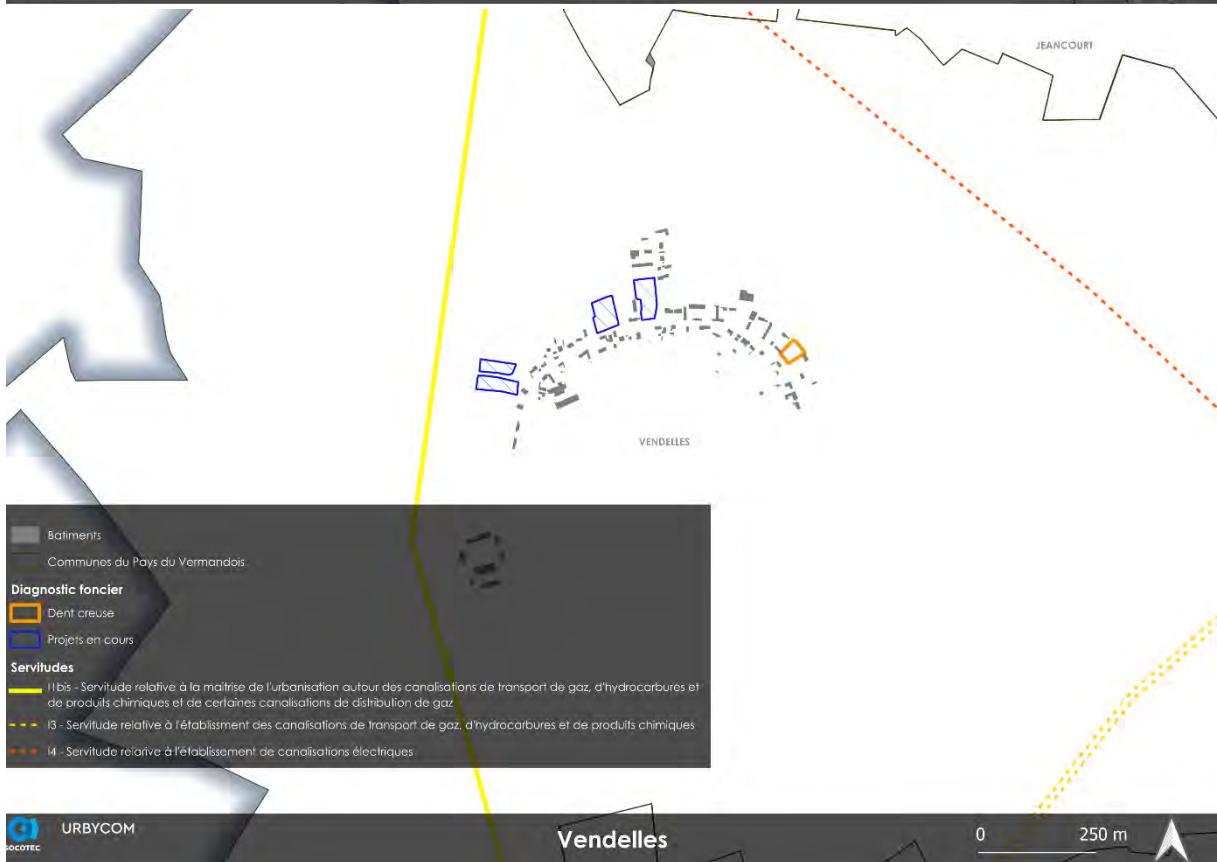 JEANCOURT
VENDELLES
Batiments
Communes du Pays du Vermandois
Diagnostic foncier
Dent creuse
Projets en cours
Servitudes
I1bis - Servitude relative à la maîtrise de l'urbanisation autour des canalisations de transport de gaz, d'hydrocarbures et
de produits chimiques et de certaines canalisations de distribution de gaz
I3 - Servitude relative à l'établissment des canalisations de transport de gaz, d'hydrocarbures et de produits chimiques
I4 - Servitude relarive à l'établissement de canalisations électriques
SOCOTEC
URBYCOM
Vendelles
0
250 m